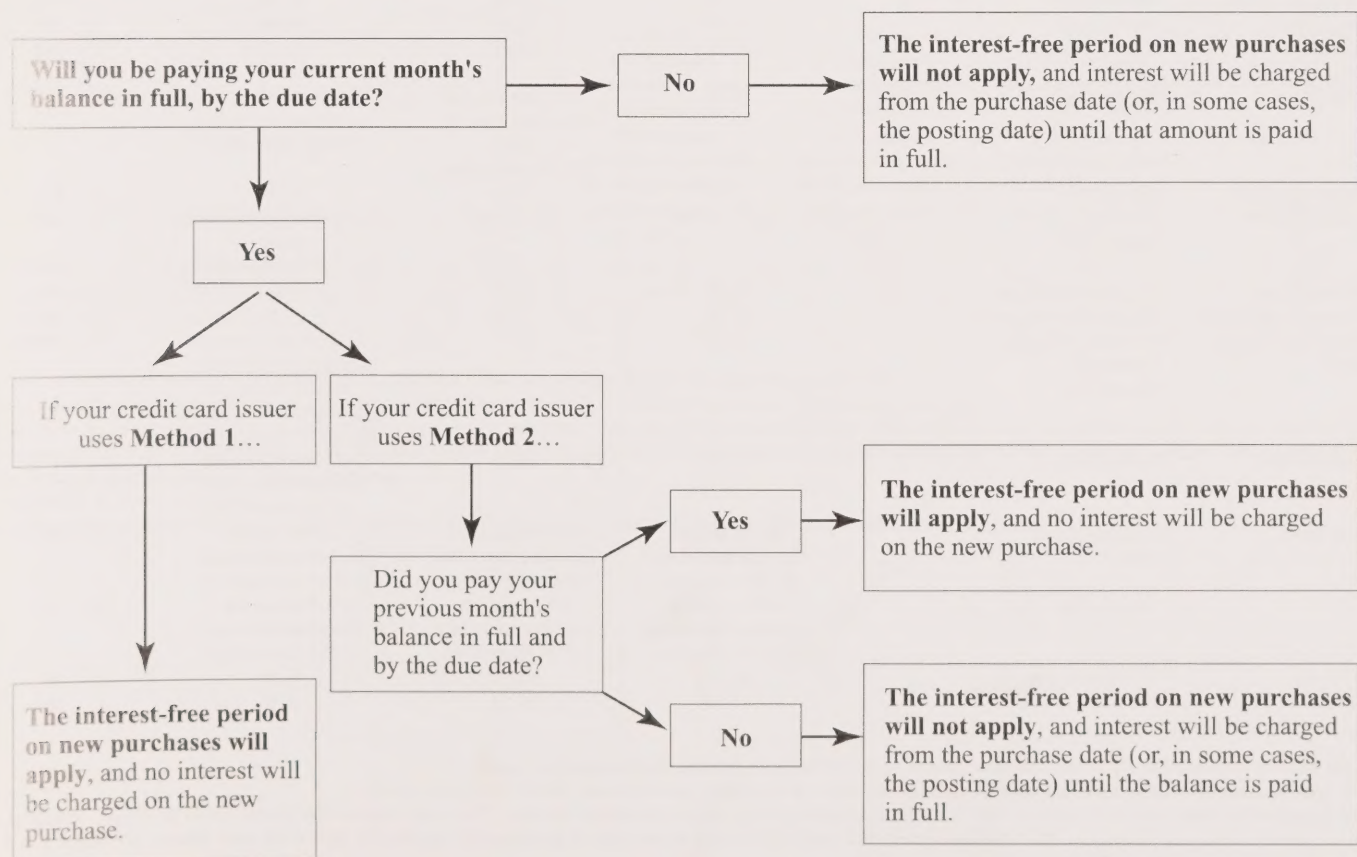 Will you be paying your current month's
balance in full, by the due date?
No
The interest-free period on new purchases
will not apply, and interest will be charged
from the purchase date (or, in some cases,
the posting date) until that amount is paid
in full.
Yes
If your credit card issuer
uses Method 1…
If your credit card issuer
uses Method 2…
The interest-free period
on new purchases will
apply, and no interest will
be charged on the new
purchase.
Did you pay your
previous month's
balance in full and
by the due date?
Yes
The interest-free period on new purchases
will apply, and no interest will be charged
on the new purchase.
No
The interest-free period on new purchases
will not apply, and interest will be charged
from the purchase date (or, in some cases,
the posting date) until the balance is paid
in full.